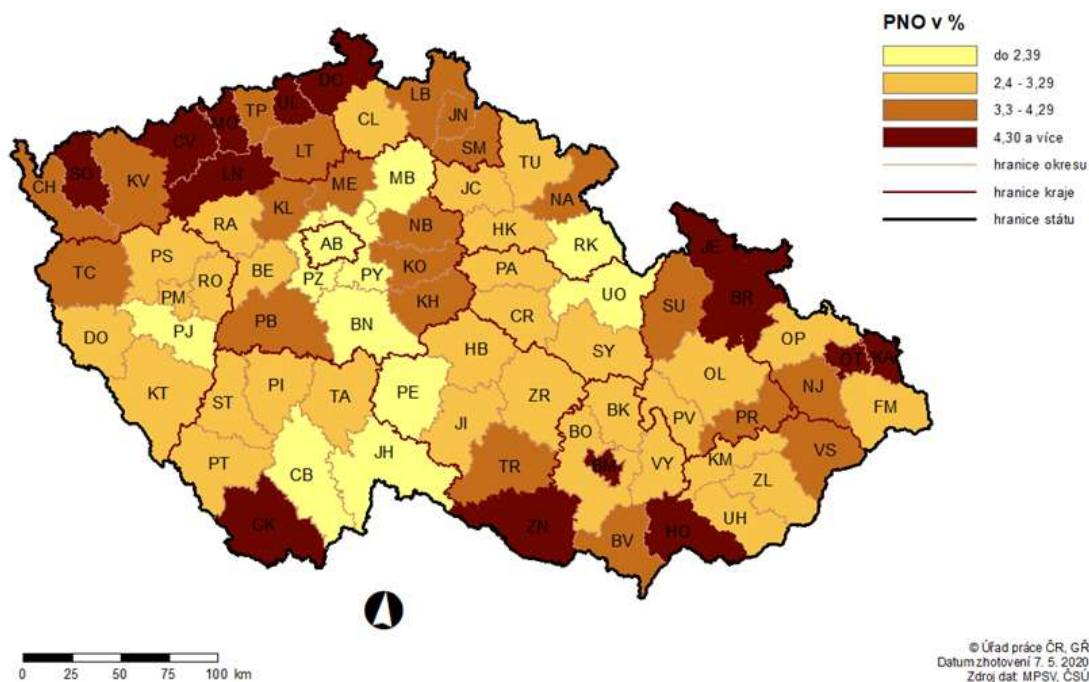 PNO v %
do 2,39
2,4 - 3,29
3,3 - 4,29
4,30 a více
hranice okresu
hranice kraje
hranice státu
DC
LB
UL
TP
JN
MO
CL
CV
LT
SM
TU
LN
CH
SO
KV
ME
MB
JC
NA
KL
RA
NB
HK
AB
RK
JE
TC
PS
RO
BE
PZ
PY
KO
PA
PM
UO
BR
KH
SU
PB
BN
CR
DO
PJ
OP
HB
SY
OT
KA
OL
KT
ST
PI
TA
PE
ZR
NJ
FM
BK
PV
PR
JI
BO
VS
PT
CB
JH
TR
BM
VY
KM
ZL
CK
ZN
BV
HO
UH
0 25 50 75 100 km
© Úřad práce ČR, GŘ
Datum zhotovení 7. 5. 2020
Zdroj dat: MPSV, ČSÚ